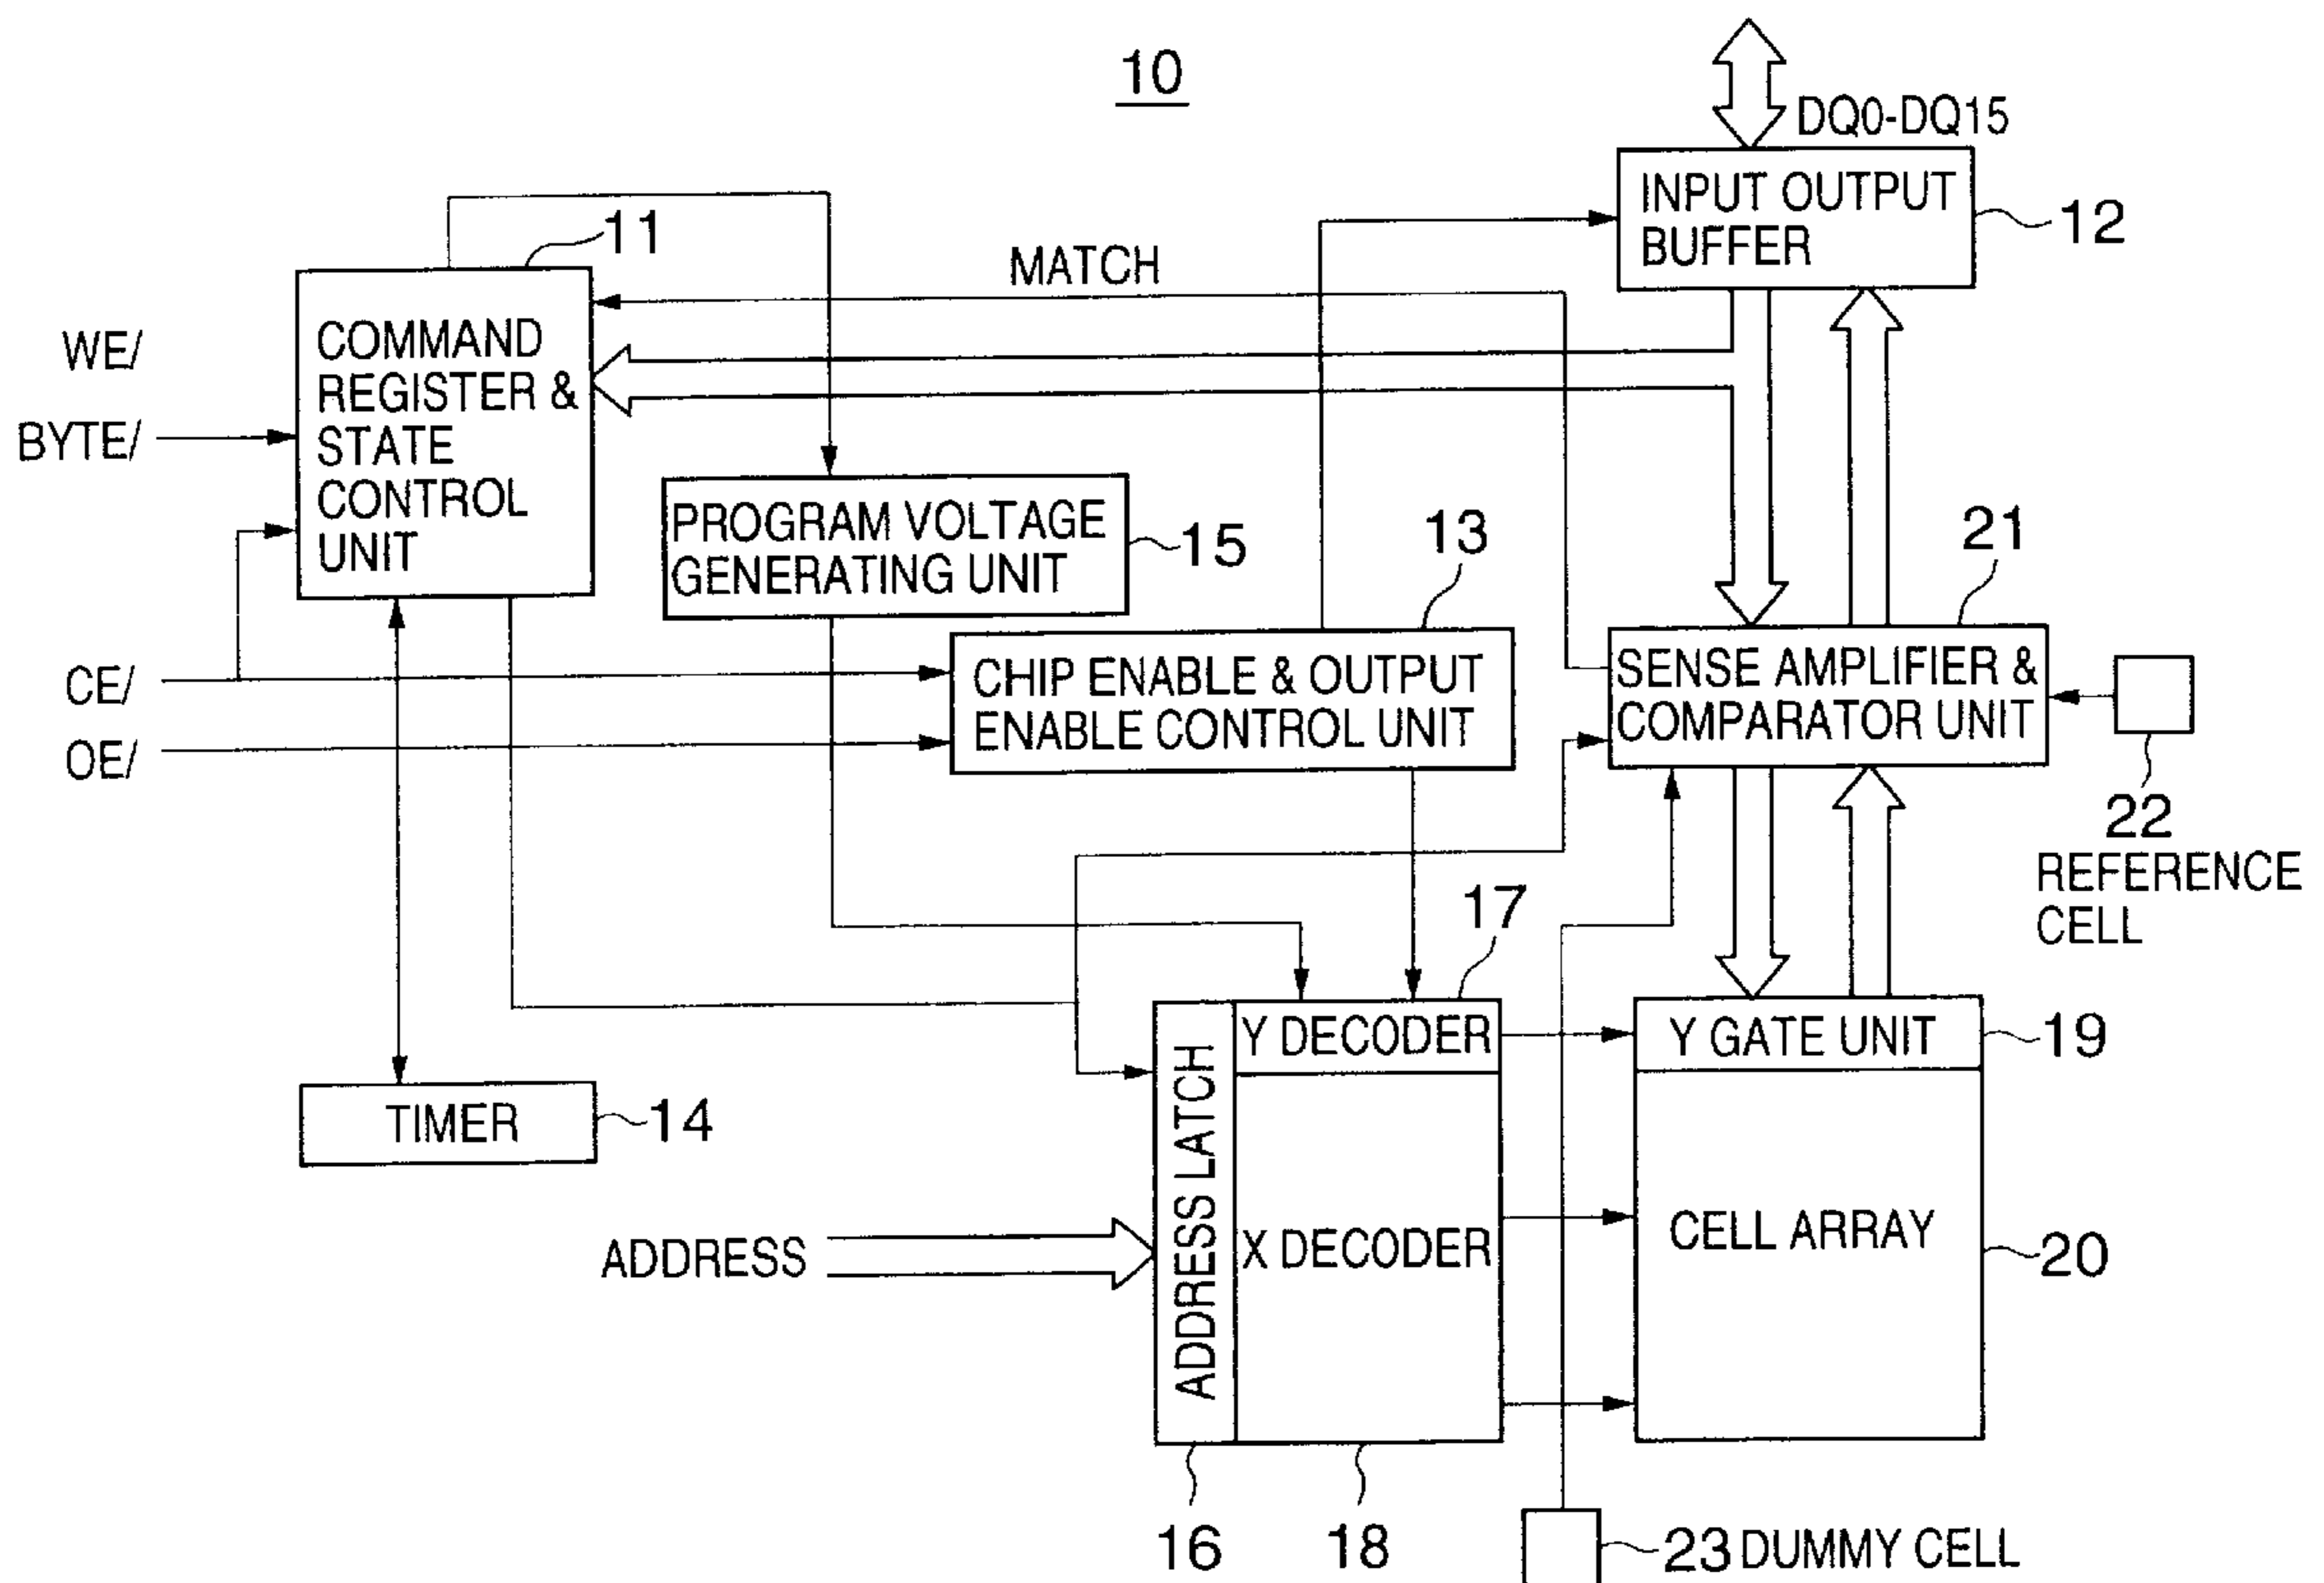 10
DQ0-DQ15
INPUT OUTPUT
BUFFER
12
11
MATCH
WE/
BYTE/
COMMAND
REGISTER &
STATE
CONTROL
UNIT
PROGRAM VOLTAGE
GENERATING UNIT
15
13
21
CE/
OE/
CHIP ENABLE & OUTPUT
ENABLE CONTROL UNIT
SENSE AMPLIFIER &
COMPARATOR UNIT
22
REFERENCE
CELL
17
Y DECODER
Y GATE UNIT
19
TIMER
14
ADDRESS LATCH
ADDRESS
X DECODER
CELL ARRAY
20
16
18
23 DUMMY CELL